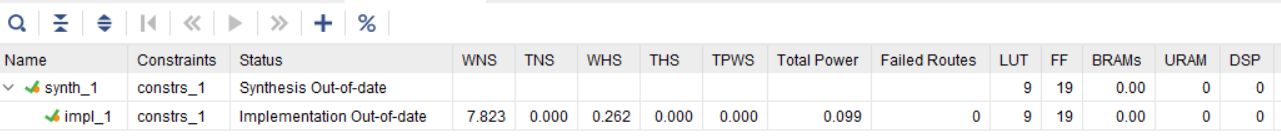 Name Constraints Status WNS TNS WHS THS TPWS Total Power Failed Routes LUT FF BRAMs URAM DSP
synth_1 constrs_1 Synthesis Out-of-date 9 19 0.00 0 0
impl_1 constrs_1 Implementation Out-of-date 7.823 0.000 0.262 0.000 0.000 0.099 0 9 19 0.00 0 0